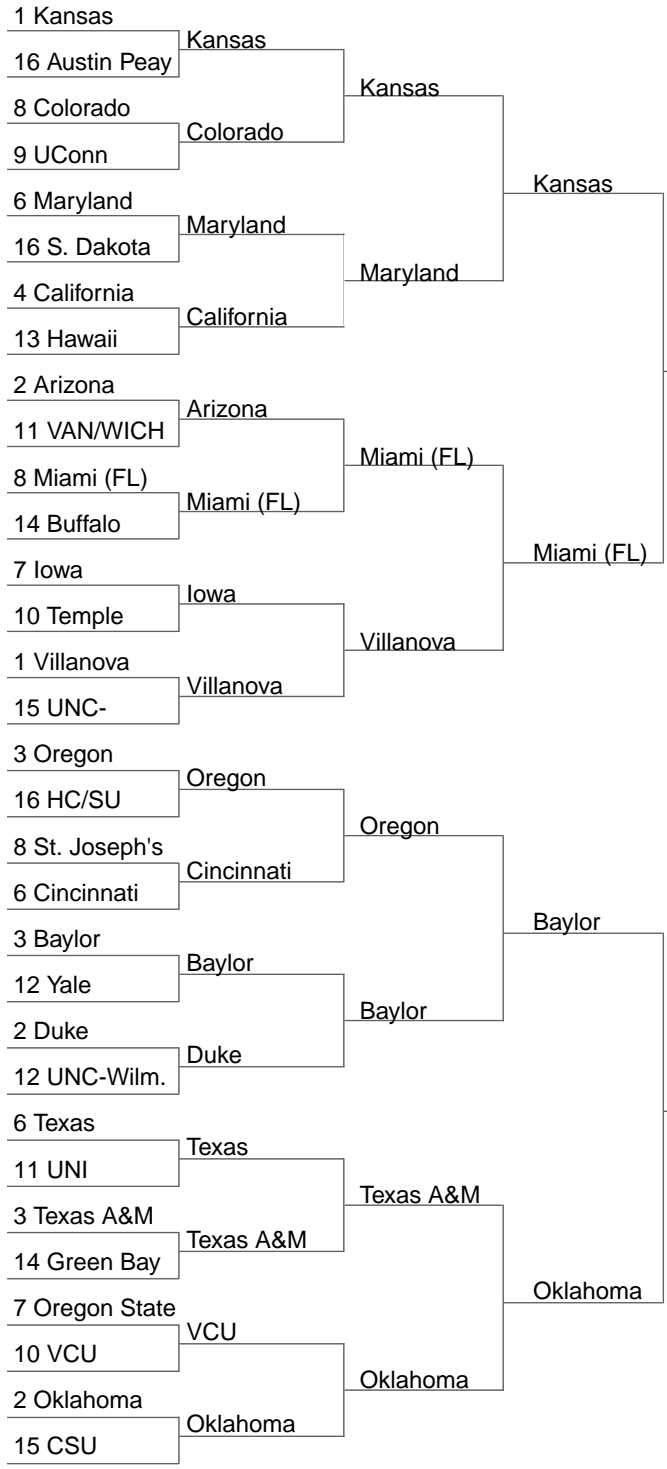 1 Kansas
16 Austin Peay
8 Colorado
9 UConn
6 Maryland
16 S. Dakota
4 California
13 Hawaii
2 Arizona
11 VAN/WICH
8 Miami (FL)
14 Buffalo
7 Iowa
10 Temple
1 Villanova
15 UNC-
3 Oregon
16 HC/SU
8 St. Joseph's
6 Cincinnati
3 Baylor
12 Yale
2 Duke
12 UNC-Wilm.
6 Texas
11 UNI
3 Texas A&M
14 Green Bay
7 Oregon State
10 VCU
2 Oklahoma
15 CSU
Kansas
Colorado
Maryland
California
Arizona
Miami (FL)
Iowa
Villanova
Oregon
Cincinnati
Baylor
Duke
Texas
Texas A&M
VCU
Oklahoma
Kansas
Maryland
Miami (FL)
Villanova
Oregon
Baylor
Texas A&M
Oklahoma
Kansas
Miami (FL)
Baylor
Oklahoma